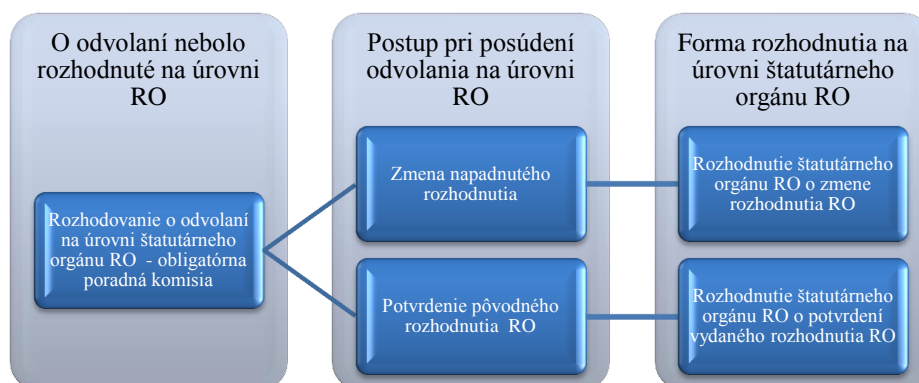 O odvolaní nebolo
rozhodnuté na úrovni
RO
Rozhodovanie o odvolaní
na úrovni štatutárneho
orgánu RO - obligatórna
poradná komisia
Postup pri posúdení
odvolania na úrovni
RO
Zmena napadnutého
rozhodnutia
Potvrdenie pôvodného
rozhodnutia RO
Forma rozhodnutia na
úrovni štatutárneho
orgánu RO
Rozhodnutie štatutárneho
orgánu RO o zmene
rozhodnutia RO
Rozhodnutie štatutárneho
orgánu RO o potvrdení
vydaného rozhodnutia RO